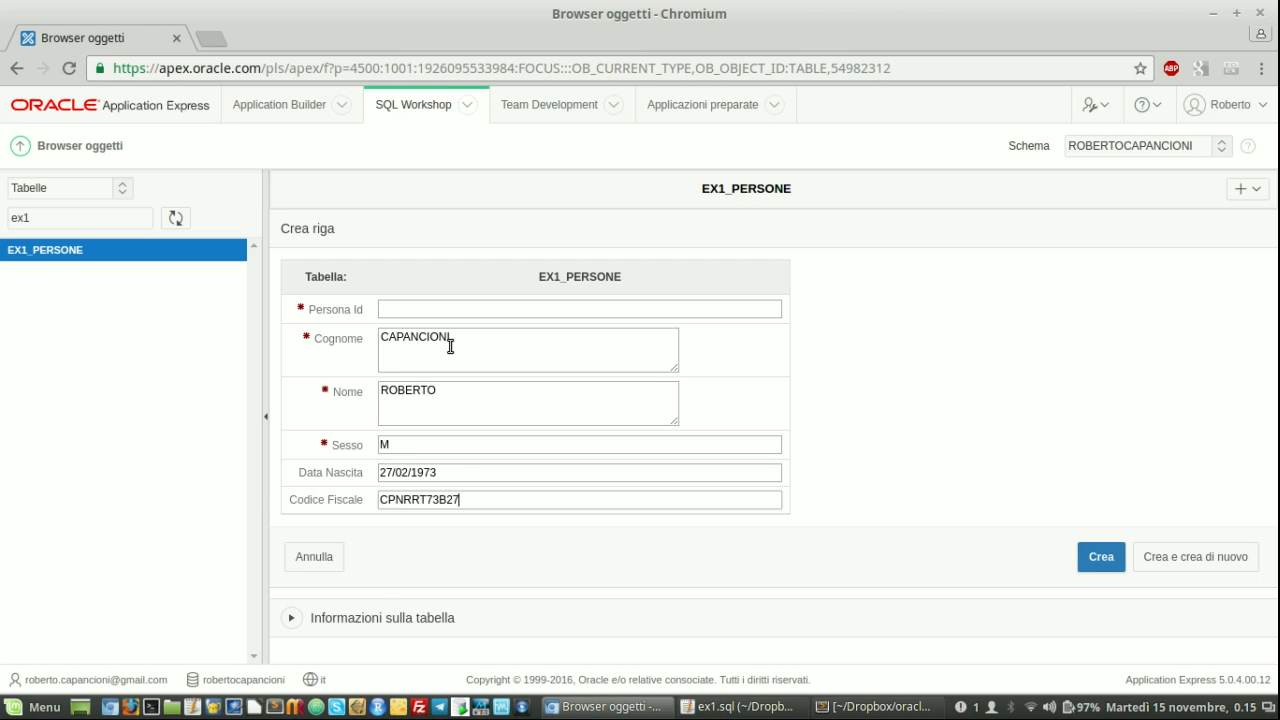 Browser oggetti - Chromium
Browser oggetti
https://apex.oracle.com/pls/apex/f?p=4500:1001:1926095533984:FOCUS:::OB_CURRENT_TYPE,OB_OBJECT_ID:TABLE,54982312
ABP
ORACLE Application Express
Application Builder
SQL Workshop
Team Development
Applicazioni preparate
Roberto
Browser oggetti
Schema
ROBERTOCAPANCIONI
Tabelle
ex1
EX1_PERSONE
EX1_PERSONE
Crea riga
Tabella: EX1_PERSONE
Persona Id
Cognome CAPANCIONI
Nome ROBERTO
Sesso M
Data Nascita 27/02/1973
Codice Fiscale CPNRRT73B27
Annulla
Crea
Crea e crea di nuovo
Informazioni sulla tabella
roberto.capancioni@gmail.com
robertocapancioni
it
Copyright © 1999-2016, Oracle e/o relative consociate. Tutti i diritti riservati.
Application Express 5.0.4.00.12
Menu
Browser oggetti -...
ex1.sql (~/Dropb...
[~/Dropbox/oracl...
1
97%
Martedì 15 novembre, 0.15